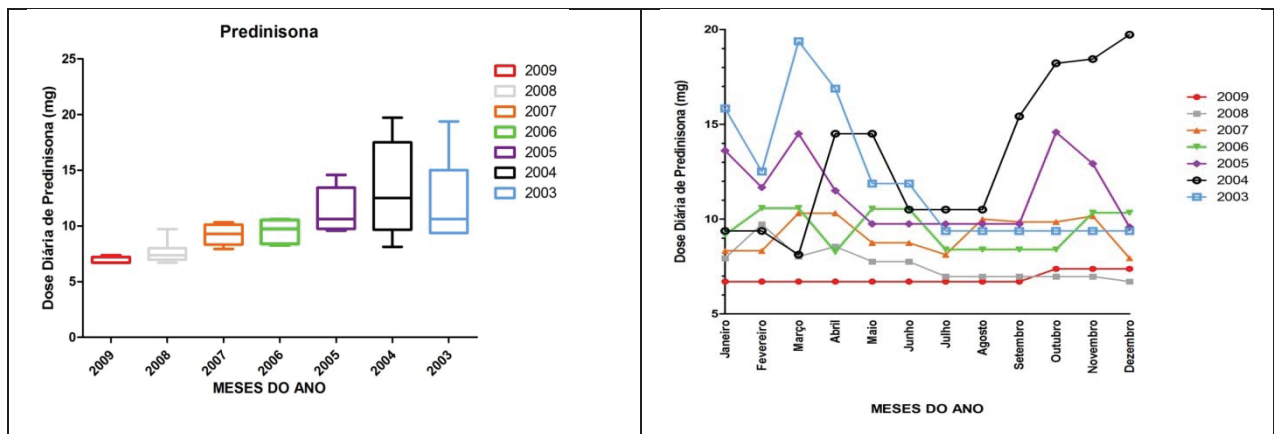 Predinisona
Dose Diária de Predinisona (mg)
25
20
15
10
5
0
2009
2008
2007
2006
2005
2004
2003
MESES DO ANO
2009
2008
2007
2006
2005
2004
2003
Dose Diária de Predinisona (mg)
20
15
10
5
Janeiro
Fevereiro
Março
Abril
Maio
Junho
Julho
Agosto
Setembro
Outubro
Novembro
Dezembro
MESES DO ANO
2009
2008
2007
2006
2005
2004
2003